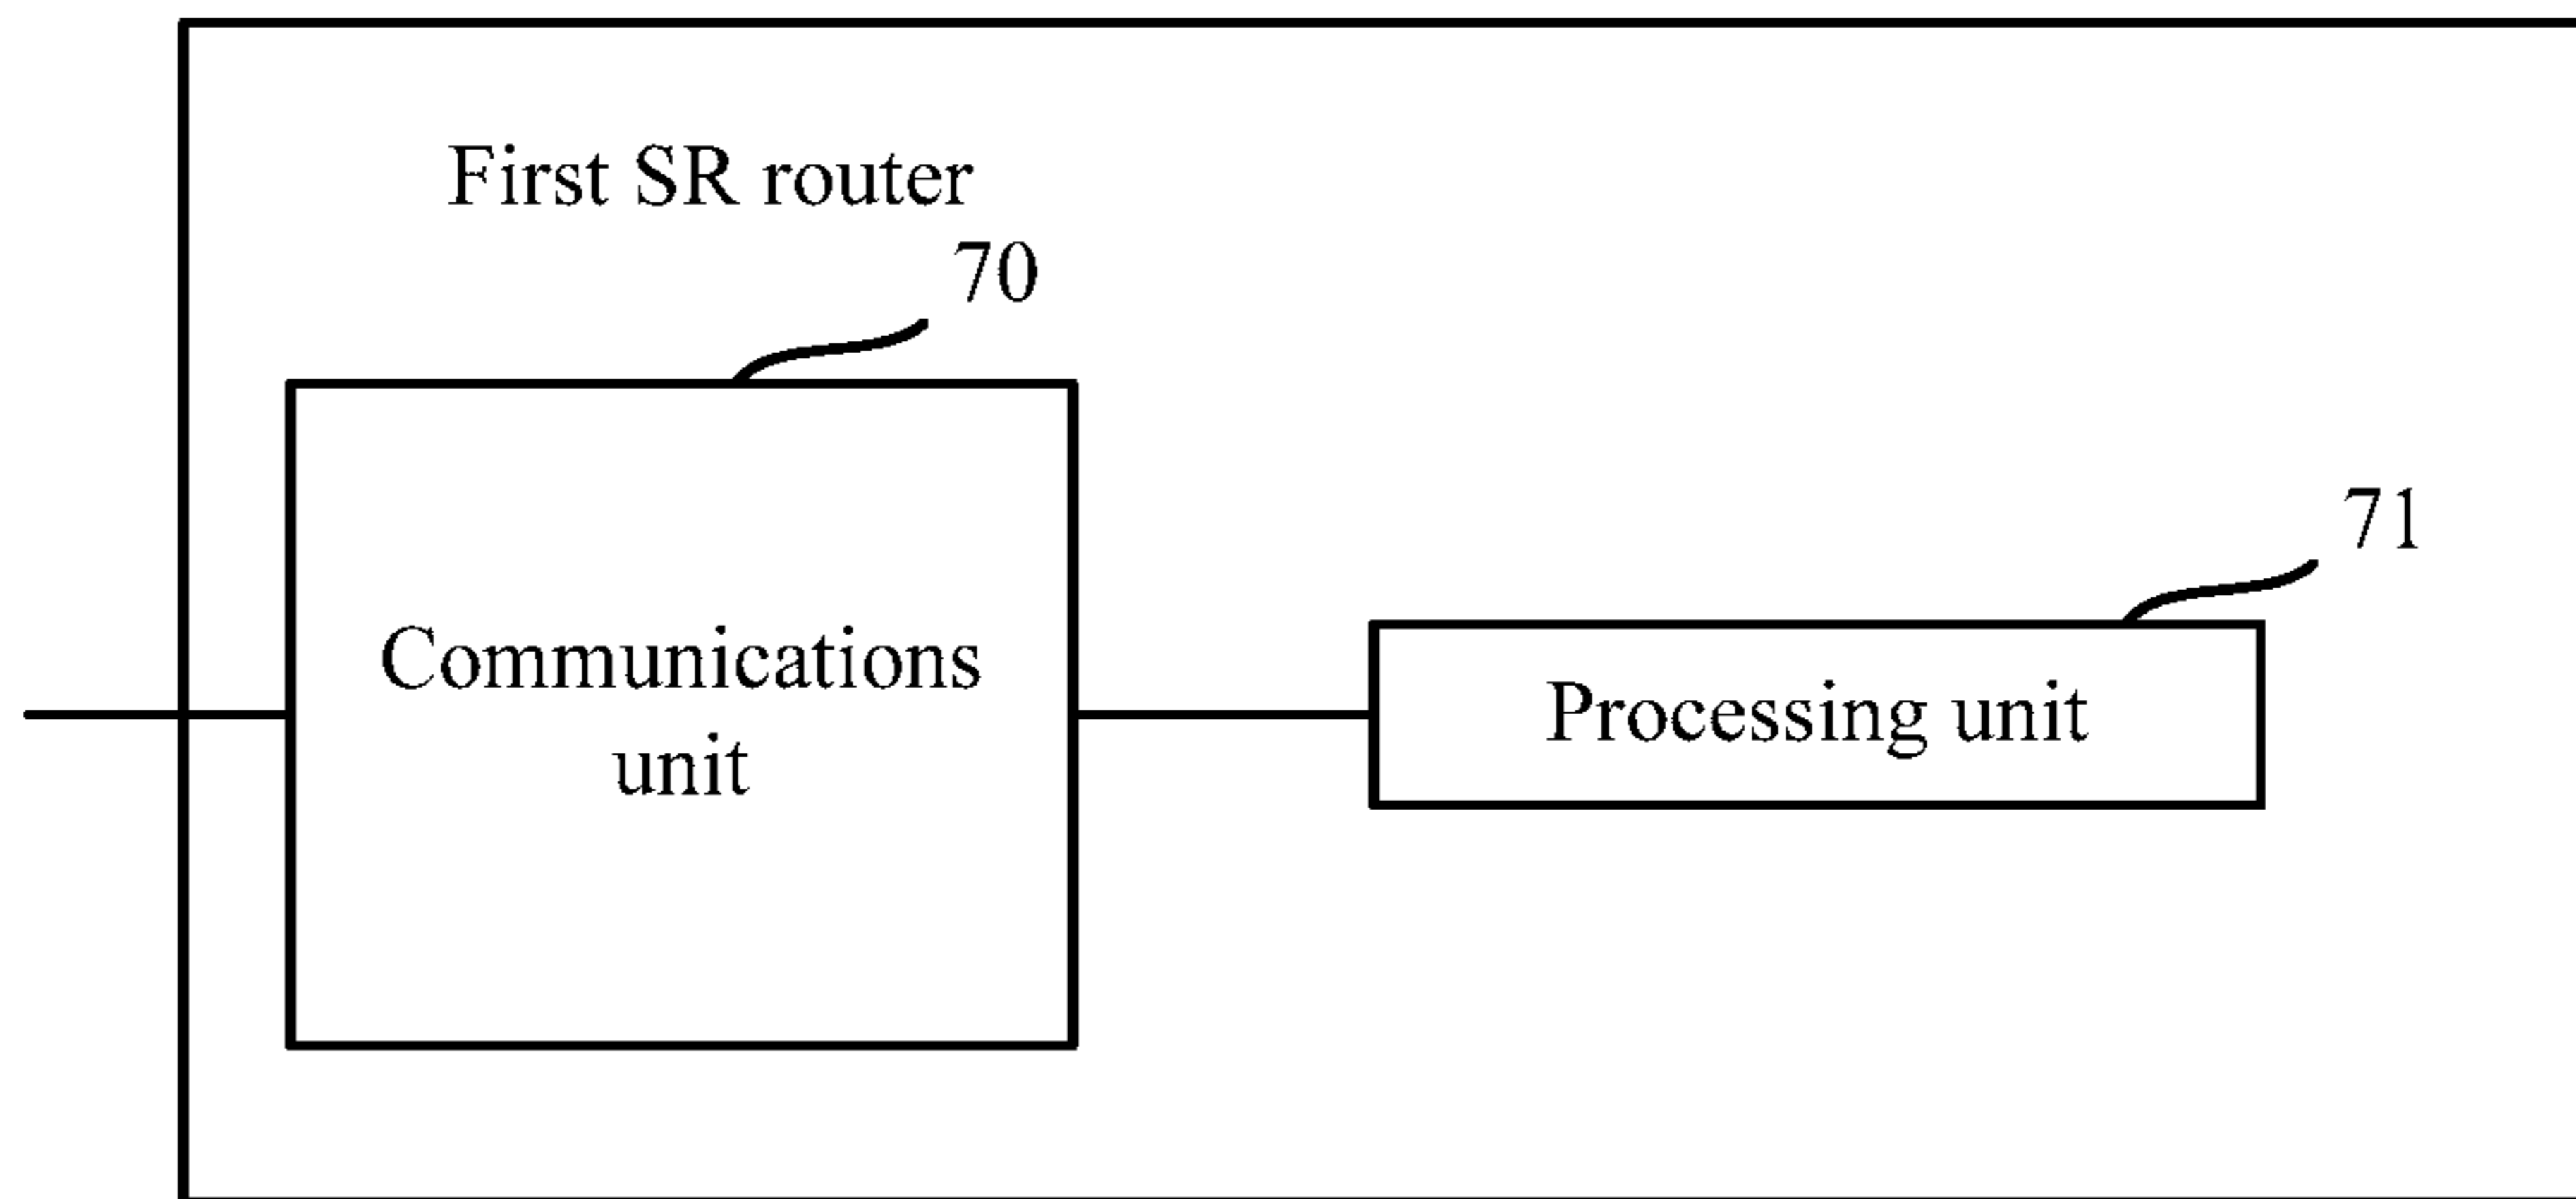 First SR router
70
71
Communications
unit
Processing unit